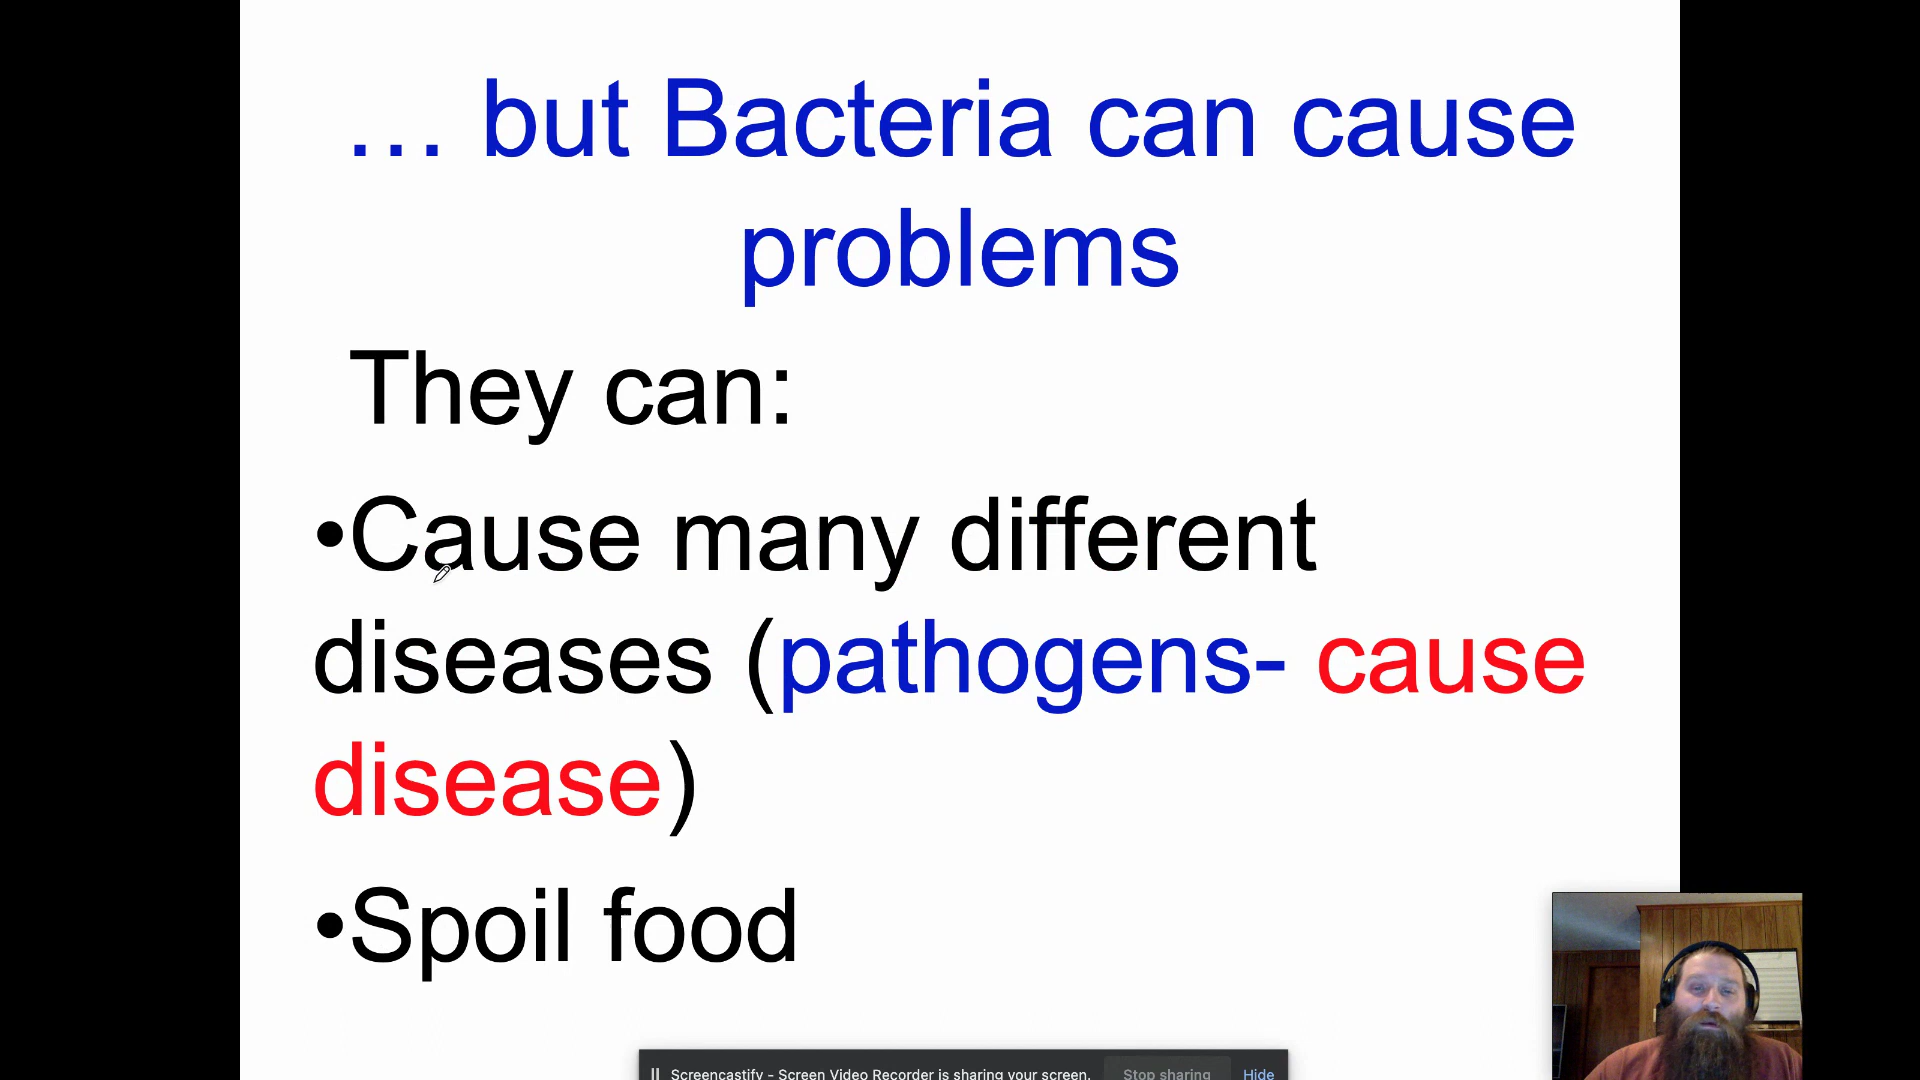 … but Bacteria can cause
problems
They can:
•Cause many different
diseases (pathogens- cause
disease)
•Spoil food
Screencastify - Screen Video Recorder is sharing your screen.
Stop sharing
Hide